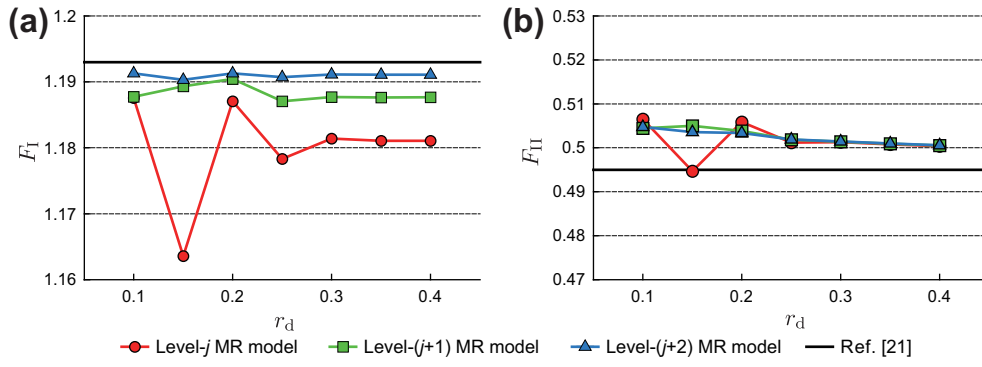 (a)
1.2
1.19
1.18
1.17
1.16
F_I
0.1 0.2 0.3 0.4
r_d
(b)
0.53
0.52
0.51
0.5
0.49
0.48
0.47
F_II
0.1 0.2 0.3 0.4
r_d
Level-j MR model Level-(j+1) MR model Level-(j+2) MR model Ref. [21]